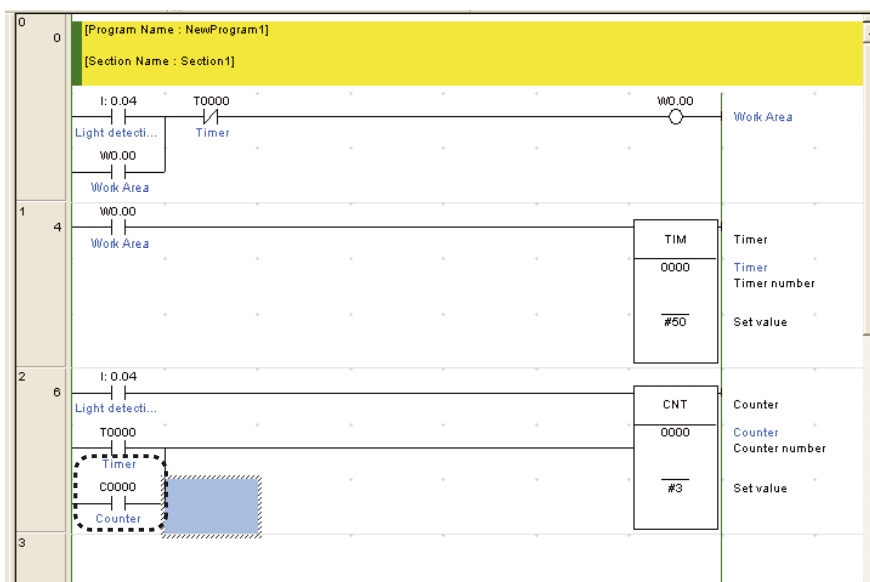 0
0
[Program Name : NewProgram1]
[Section Name : Section1]
I: 0.04 T0000 W0.00
Light detecti... Timer Work Area
W0.00
Work Area
1
4
W0.00
Work Area
TIM Timer
0000 Timer
Timer number
#50 Set value
2
6
I: 0.04
Light detecti...
CNT Counter
T0000
Timer
0000 Counter
Counter number
C0000
Counter
#3 Set value
3